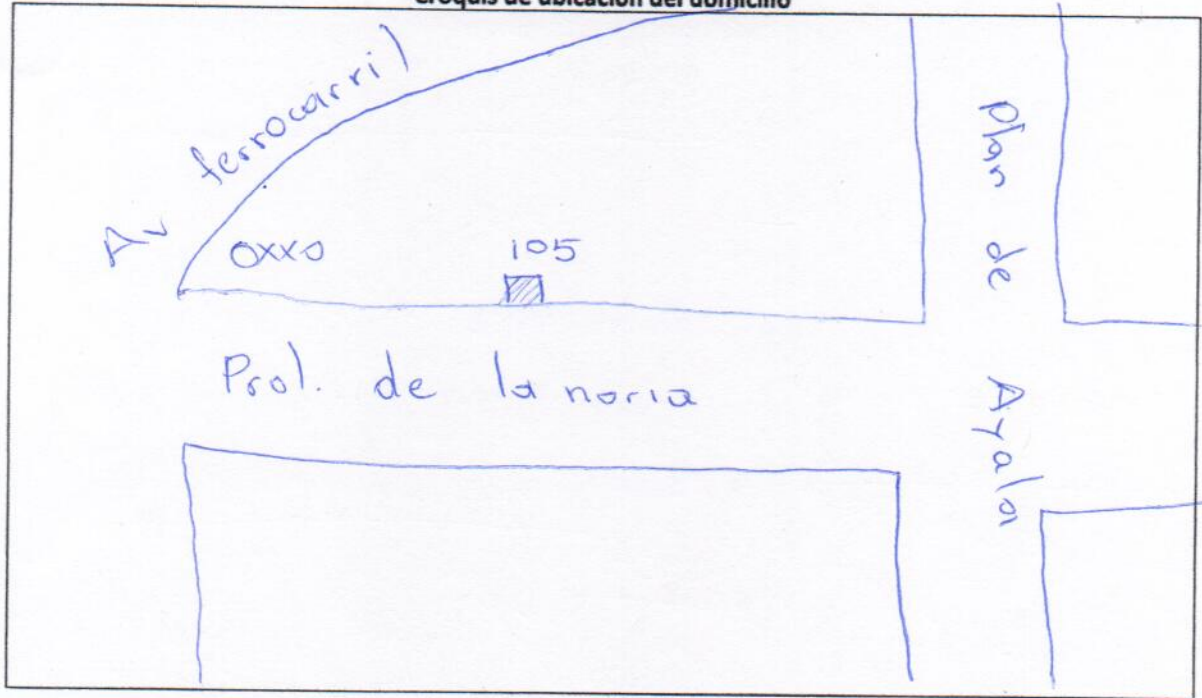 Croquis de ubicación del domicilio
Av ferrocarril
OXXO
105
Prol. de la noria
Plan de Ayala